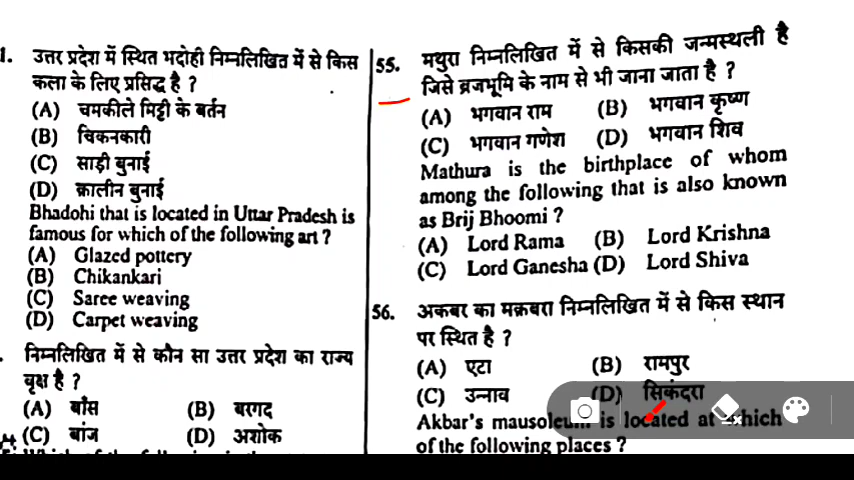 1. उत्तर प्रदेश में स्थित भदोही निम्नलिखित में से किस
कला के लिए प्रसिद्ध है ?
(A) चमकीले मिट्टी के बर्तन
(B) चिकनकारी
(C) साड़ी बुनाई
(D) क़ालीन बुनाई
Bhadohi that is located in Uttar Pradesh is
famous for which of the following art ?
(A) Glazed pottery
(B) Chikankari
(C) Saree weaving
(D) Carpet weaving
. निम्नलिखित में से कौन सा उत्तर प्रदेश का राज्य
वृक्ष है ?
(A) बाँस (B) बरगद
(C) बांज (D) अशोक
55. मथुरा निम्नलिखित में से किसकी जन्मस्थली है
जिसे ब्रजभूमि के नाम से भी जाना जाता है ?
(A) भगवान राम (B) भगवान कृष्ण
(C) भगवान गणेश (D) भगवान शिव
Mathura is the birthplace of whom
among the following that is also known
as Brij Bhoomi ?
(A) Lord Rama (B) Lord Krishna
(C) Lord Ganesha (D) Lord Shiva
56. अकबर का मक़बरा निम्नलिखित में से किस स्थान
पर स्थित है ?
(A) एटा (B) रामपुर
(C) उन्नाव (D) सिकंदरा
Akbar's mausoleum is located at which
of the following places ?